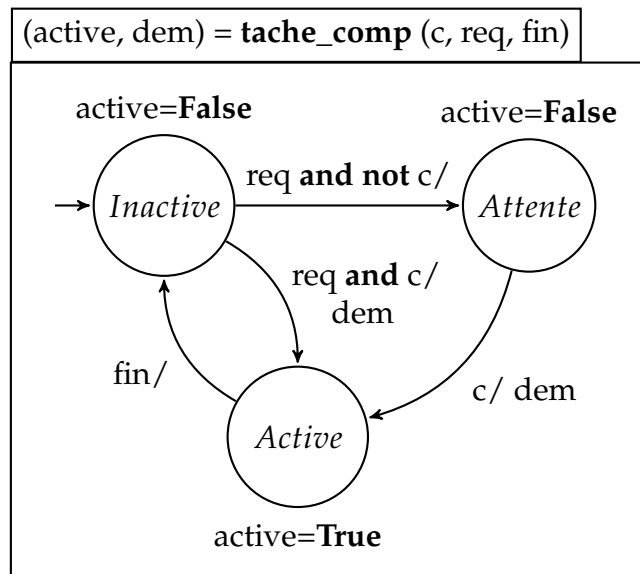 (active, dem) = tache_comp (c, req, fin)
active=False
active=False
req and not c/
Inactive
Attente
req and c/
dem
fin/
c/ dem
Active
active=True